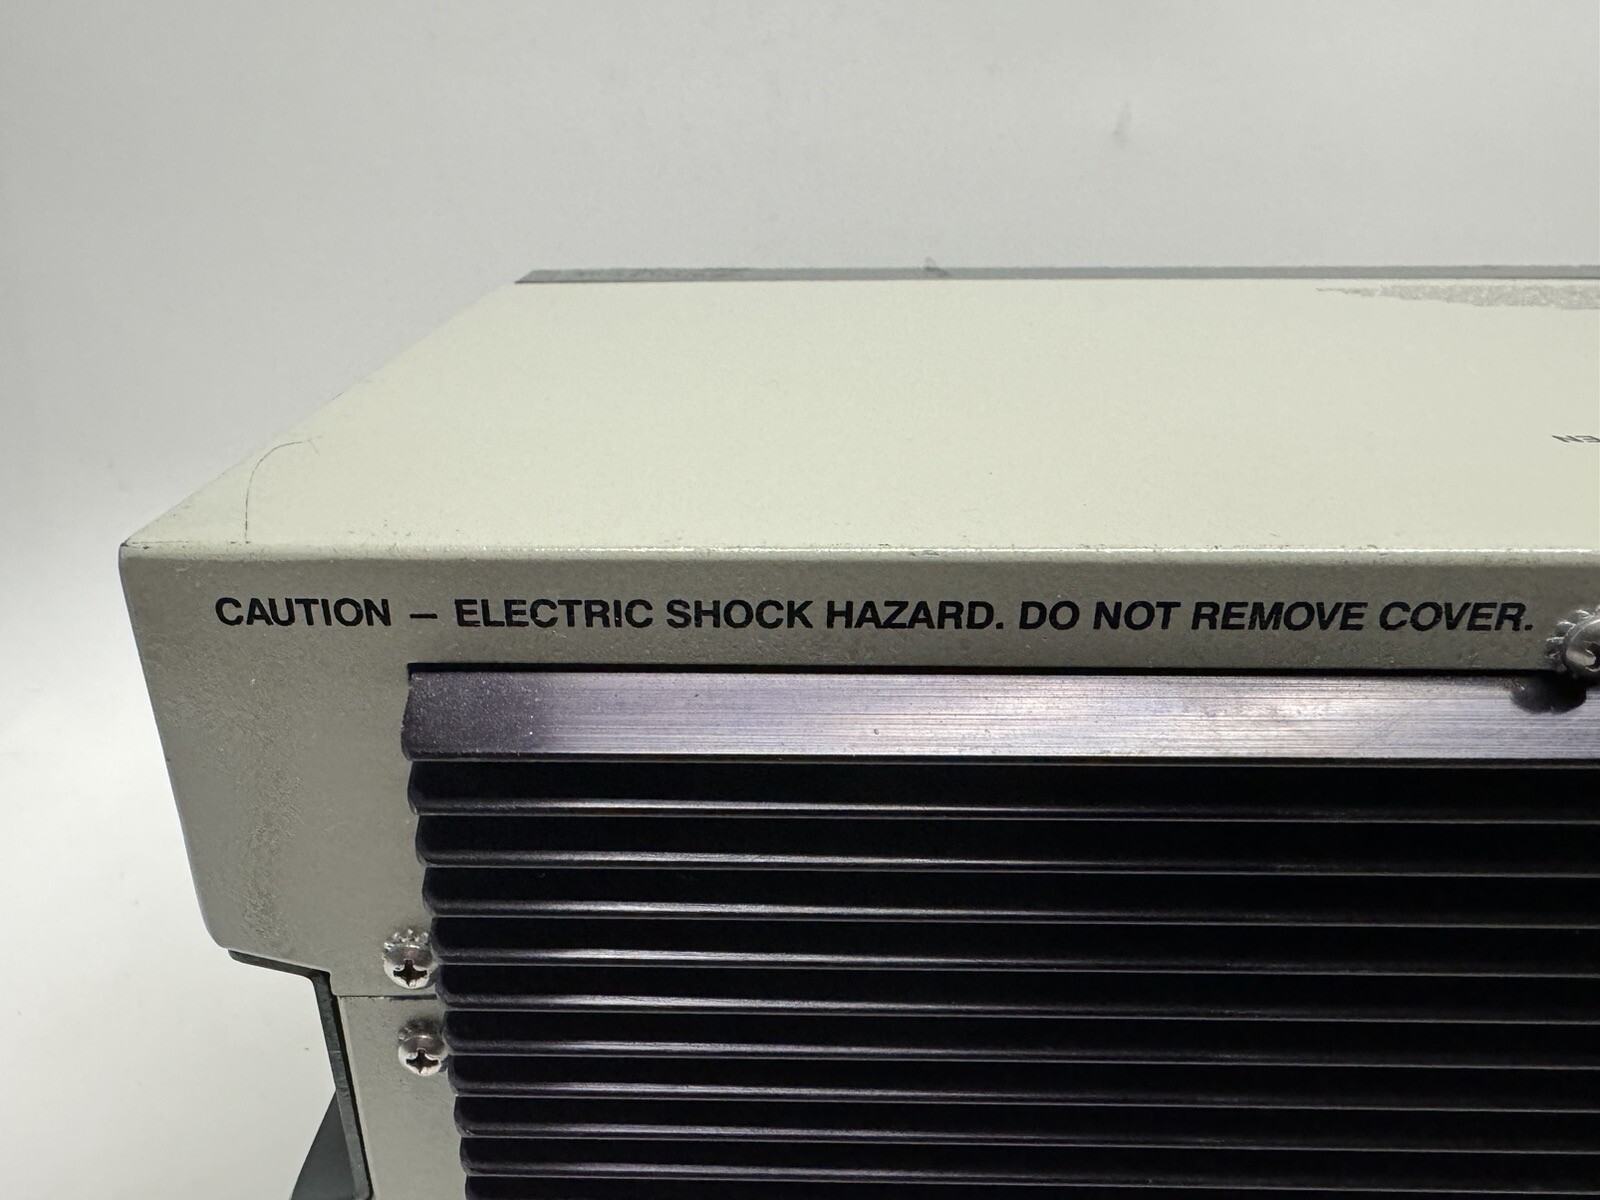 CAUTION – ELECTRIC SHOCK HAZARD. DO NOT REMOVE COVER.